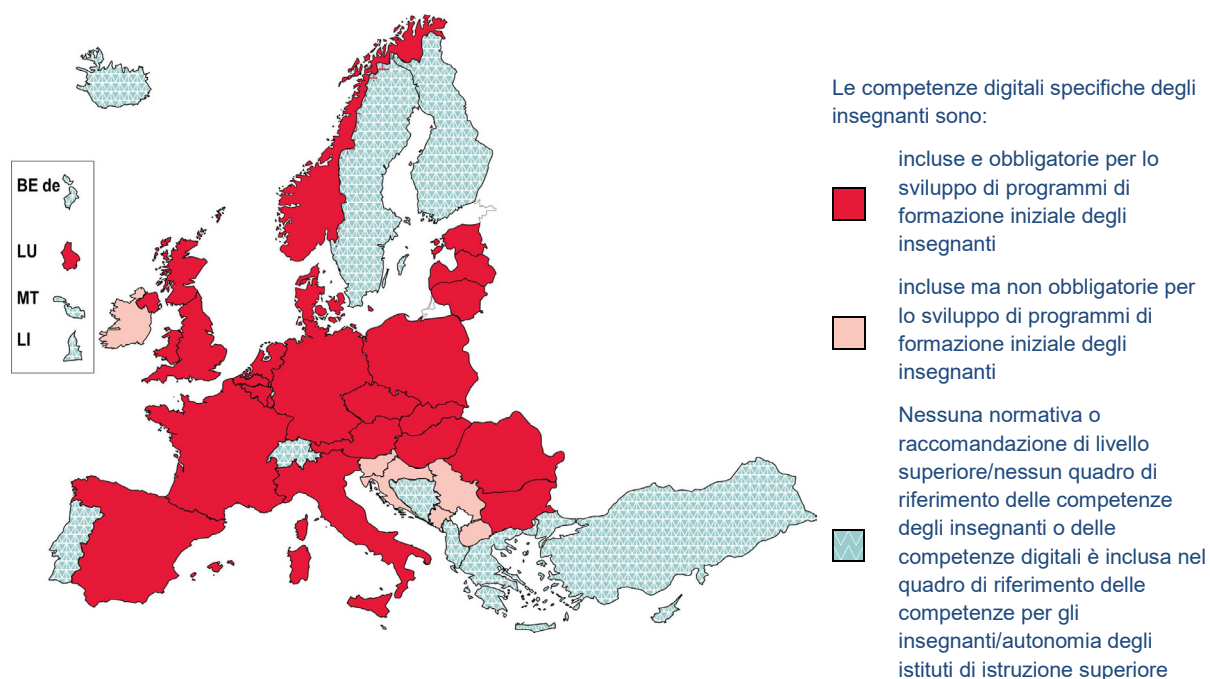 BE de
LU
MT
LI
Le competenze digitali specifiche degli
insegnanti sono:
incluse e obbligatorie per lo
sviluppo di programmi di
formazione iniziale degli
insegnanti
incluse ma non obbligatorie per
lo sviluppo di programmi di
formazione iniziale degli
insegnanti
Nessuna normativa o
raccomandazione di livello
superiore/nessun quadro di
riferimento delle competenze
degli insegnanti o delle
competenze digitali è inclusa nel
quadro di riferimento delle
competenze per gli
insegnanti/autonomia degli
istituti di istruzione superiore